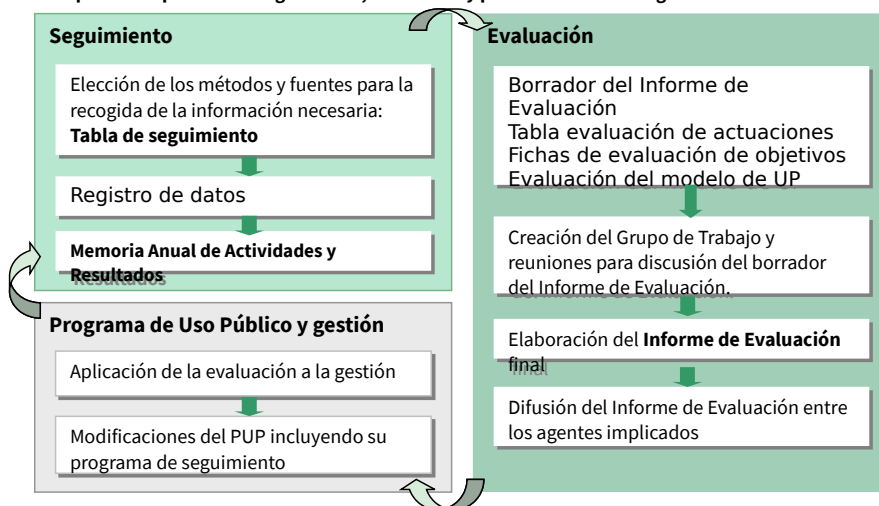 Seguimiento
Elección de los métodos y fuentes para la
recogida de la información necesaria:
Tabla de seguimiento
Registro de datos
Memoria Anual de Actividades y
Resultados
Programa de Uso Público y gestión
Aplicación de la evaluación a la gestión
Modificaciones del PUP incluyendo su
programa de seguimiento
Evaluación
Borrador del Informe de
Evaluación
Tabla evaluación de actuaciones
Fichas de evaluación de objetivos
Evaluación del modelo de UP
Creación del Grupo de Trabajo y
reuniones para discusión del borrador
del Informe de Evaluación.
Elaboración del Informe de Evaluación
final
Difusión del Informe de Evaluación entre
los agentes implicados